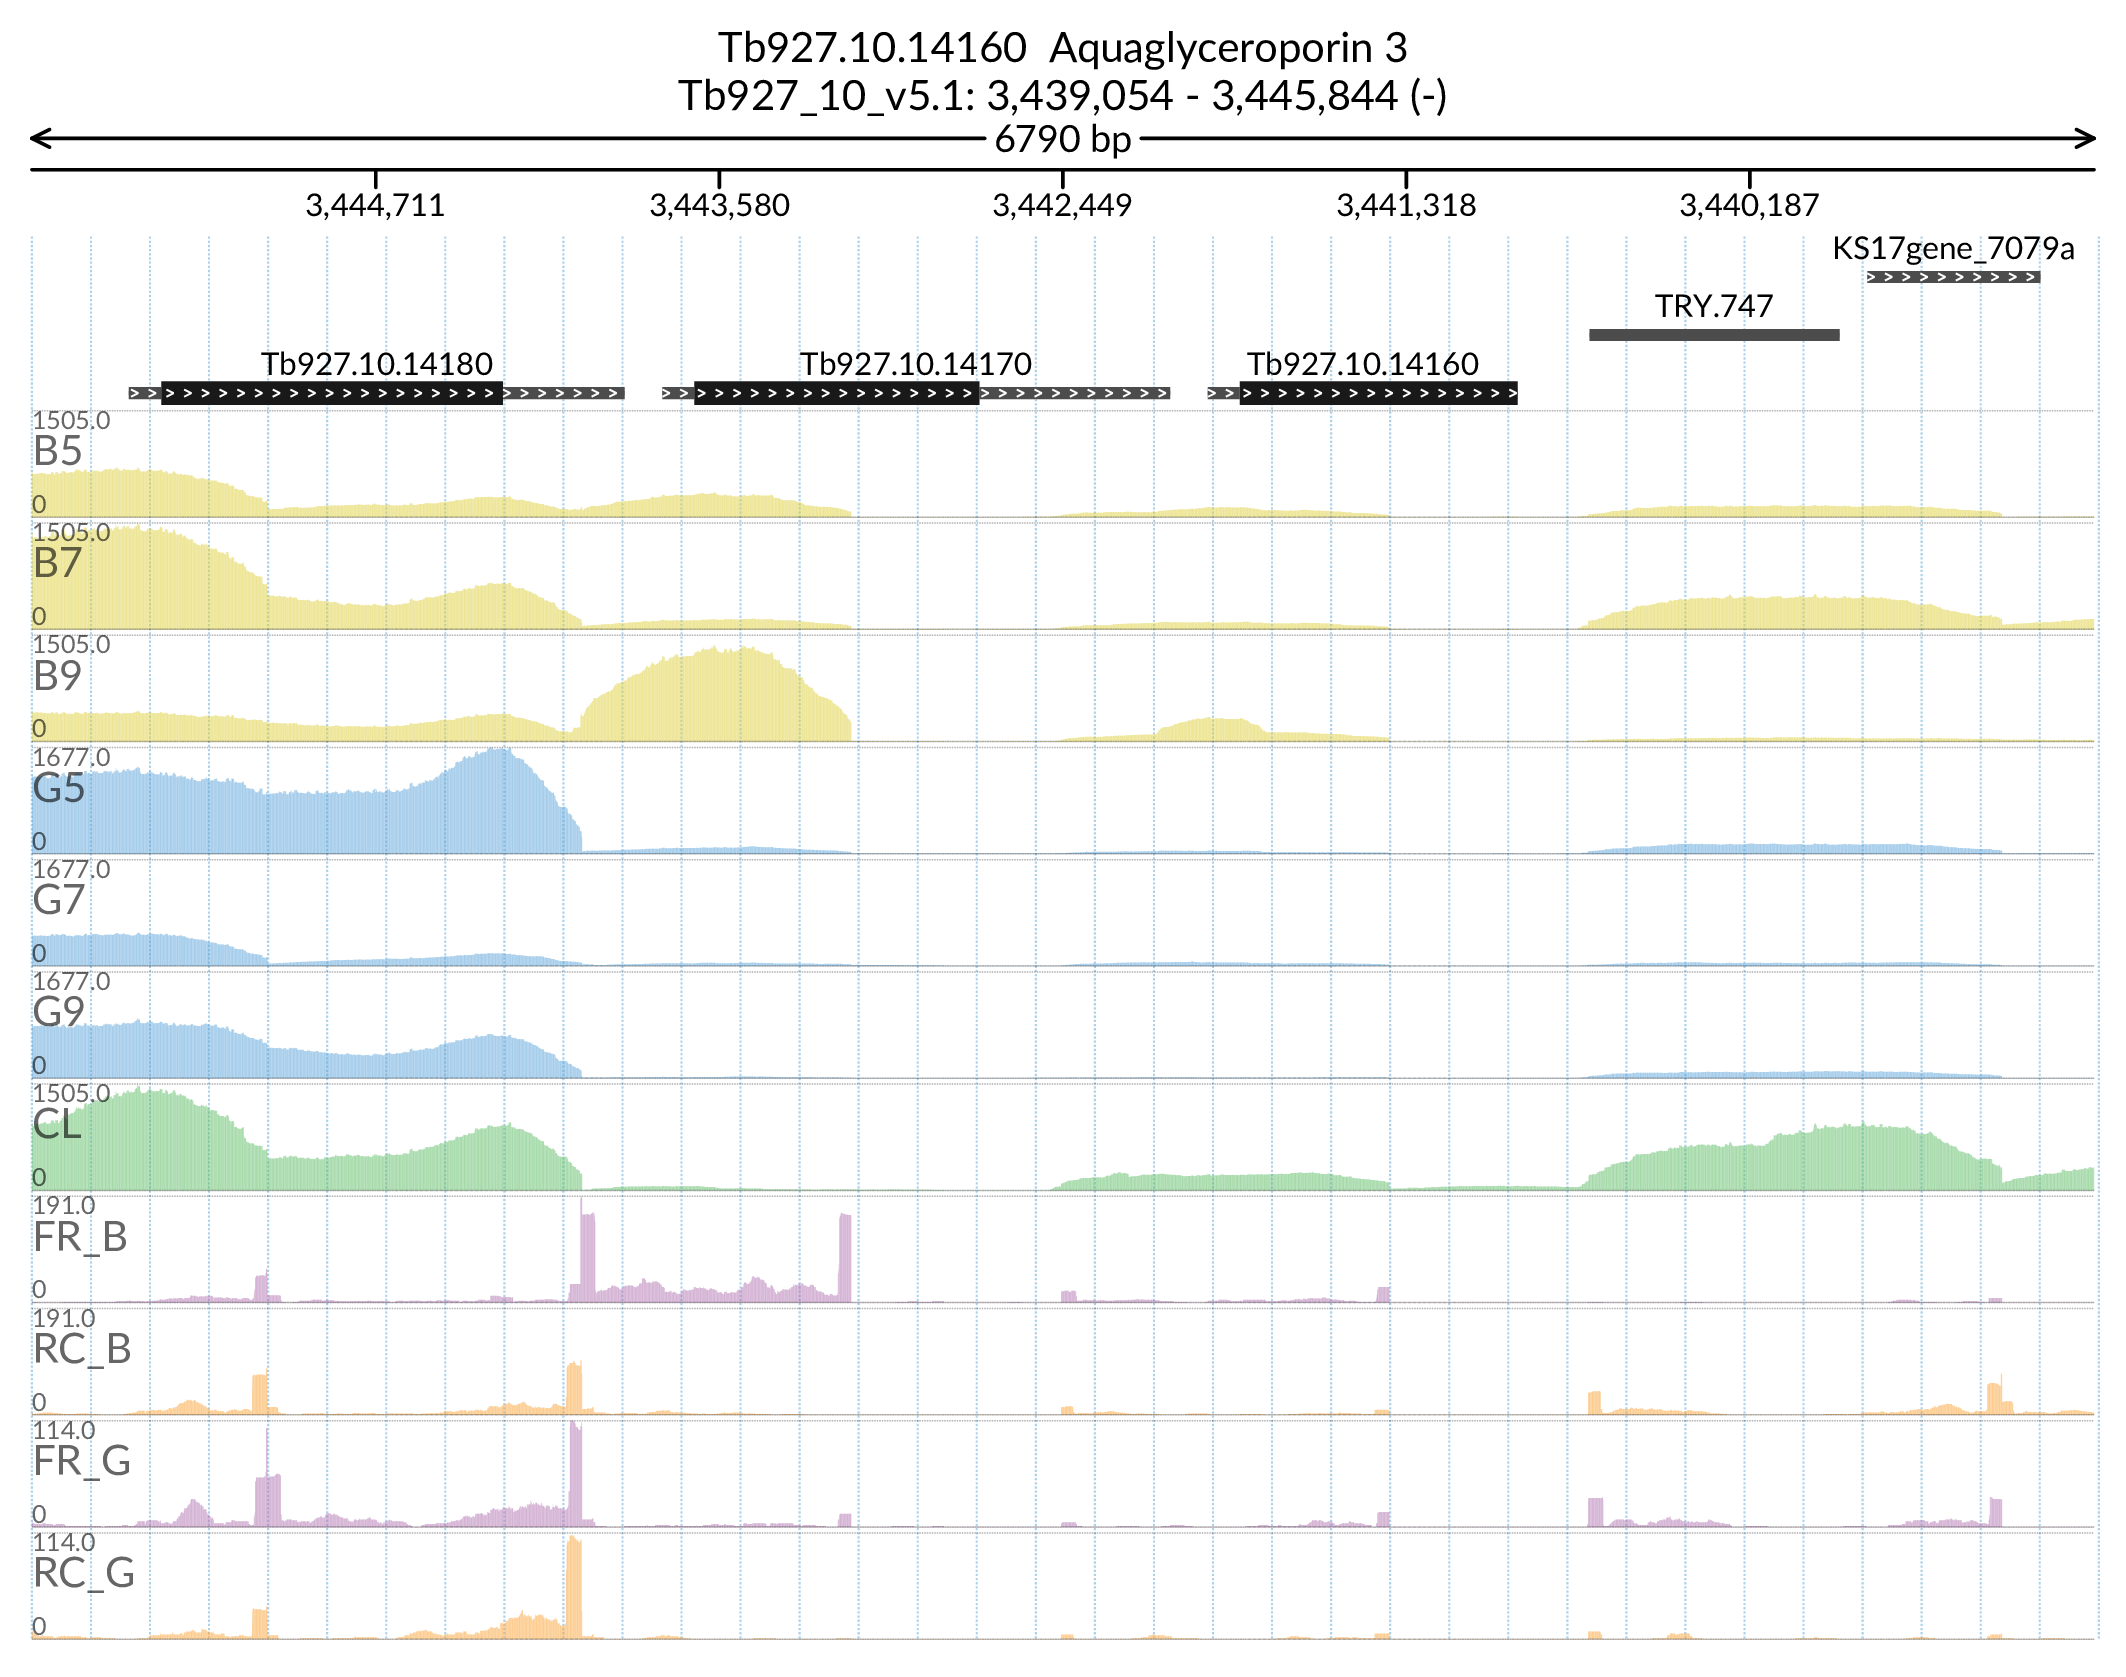 Tb927.10.14160  Aquaglyceroporin 3
Tb927_10_v5.1: 3,439,054 - 3,445,844 (-)
6790 bp
3,444,711 3,443,580 3,442,449 3,441,318 3,440,187
KS17gene_7079a
TRY.747
Tb927.10.14180 Tb927.10.14170 Tb927.10.14160
1505.0
B5
0
1505.0
B7
0
1505.0
B9
0
1677.0
G5
0
1677.0
G7
0
1677.0
G9
0
1505.0
CL
0
191.0
FR_B
0
191.0
RC_B
0
114.0
FR_G
0
114.0
RC_G
0